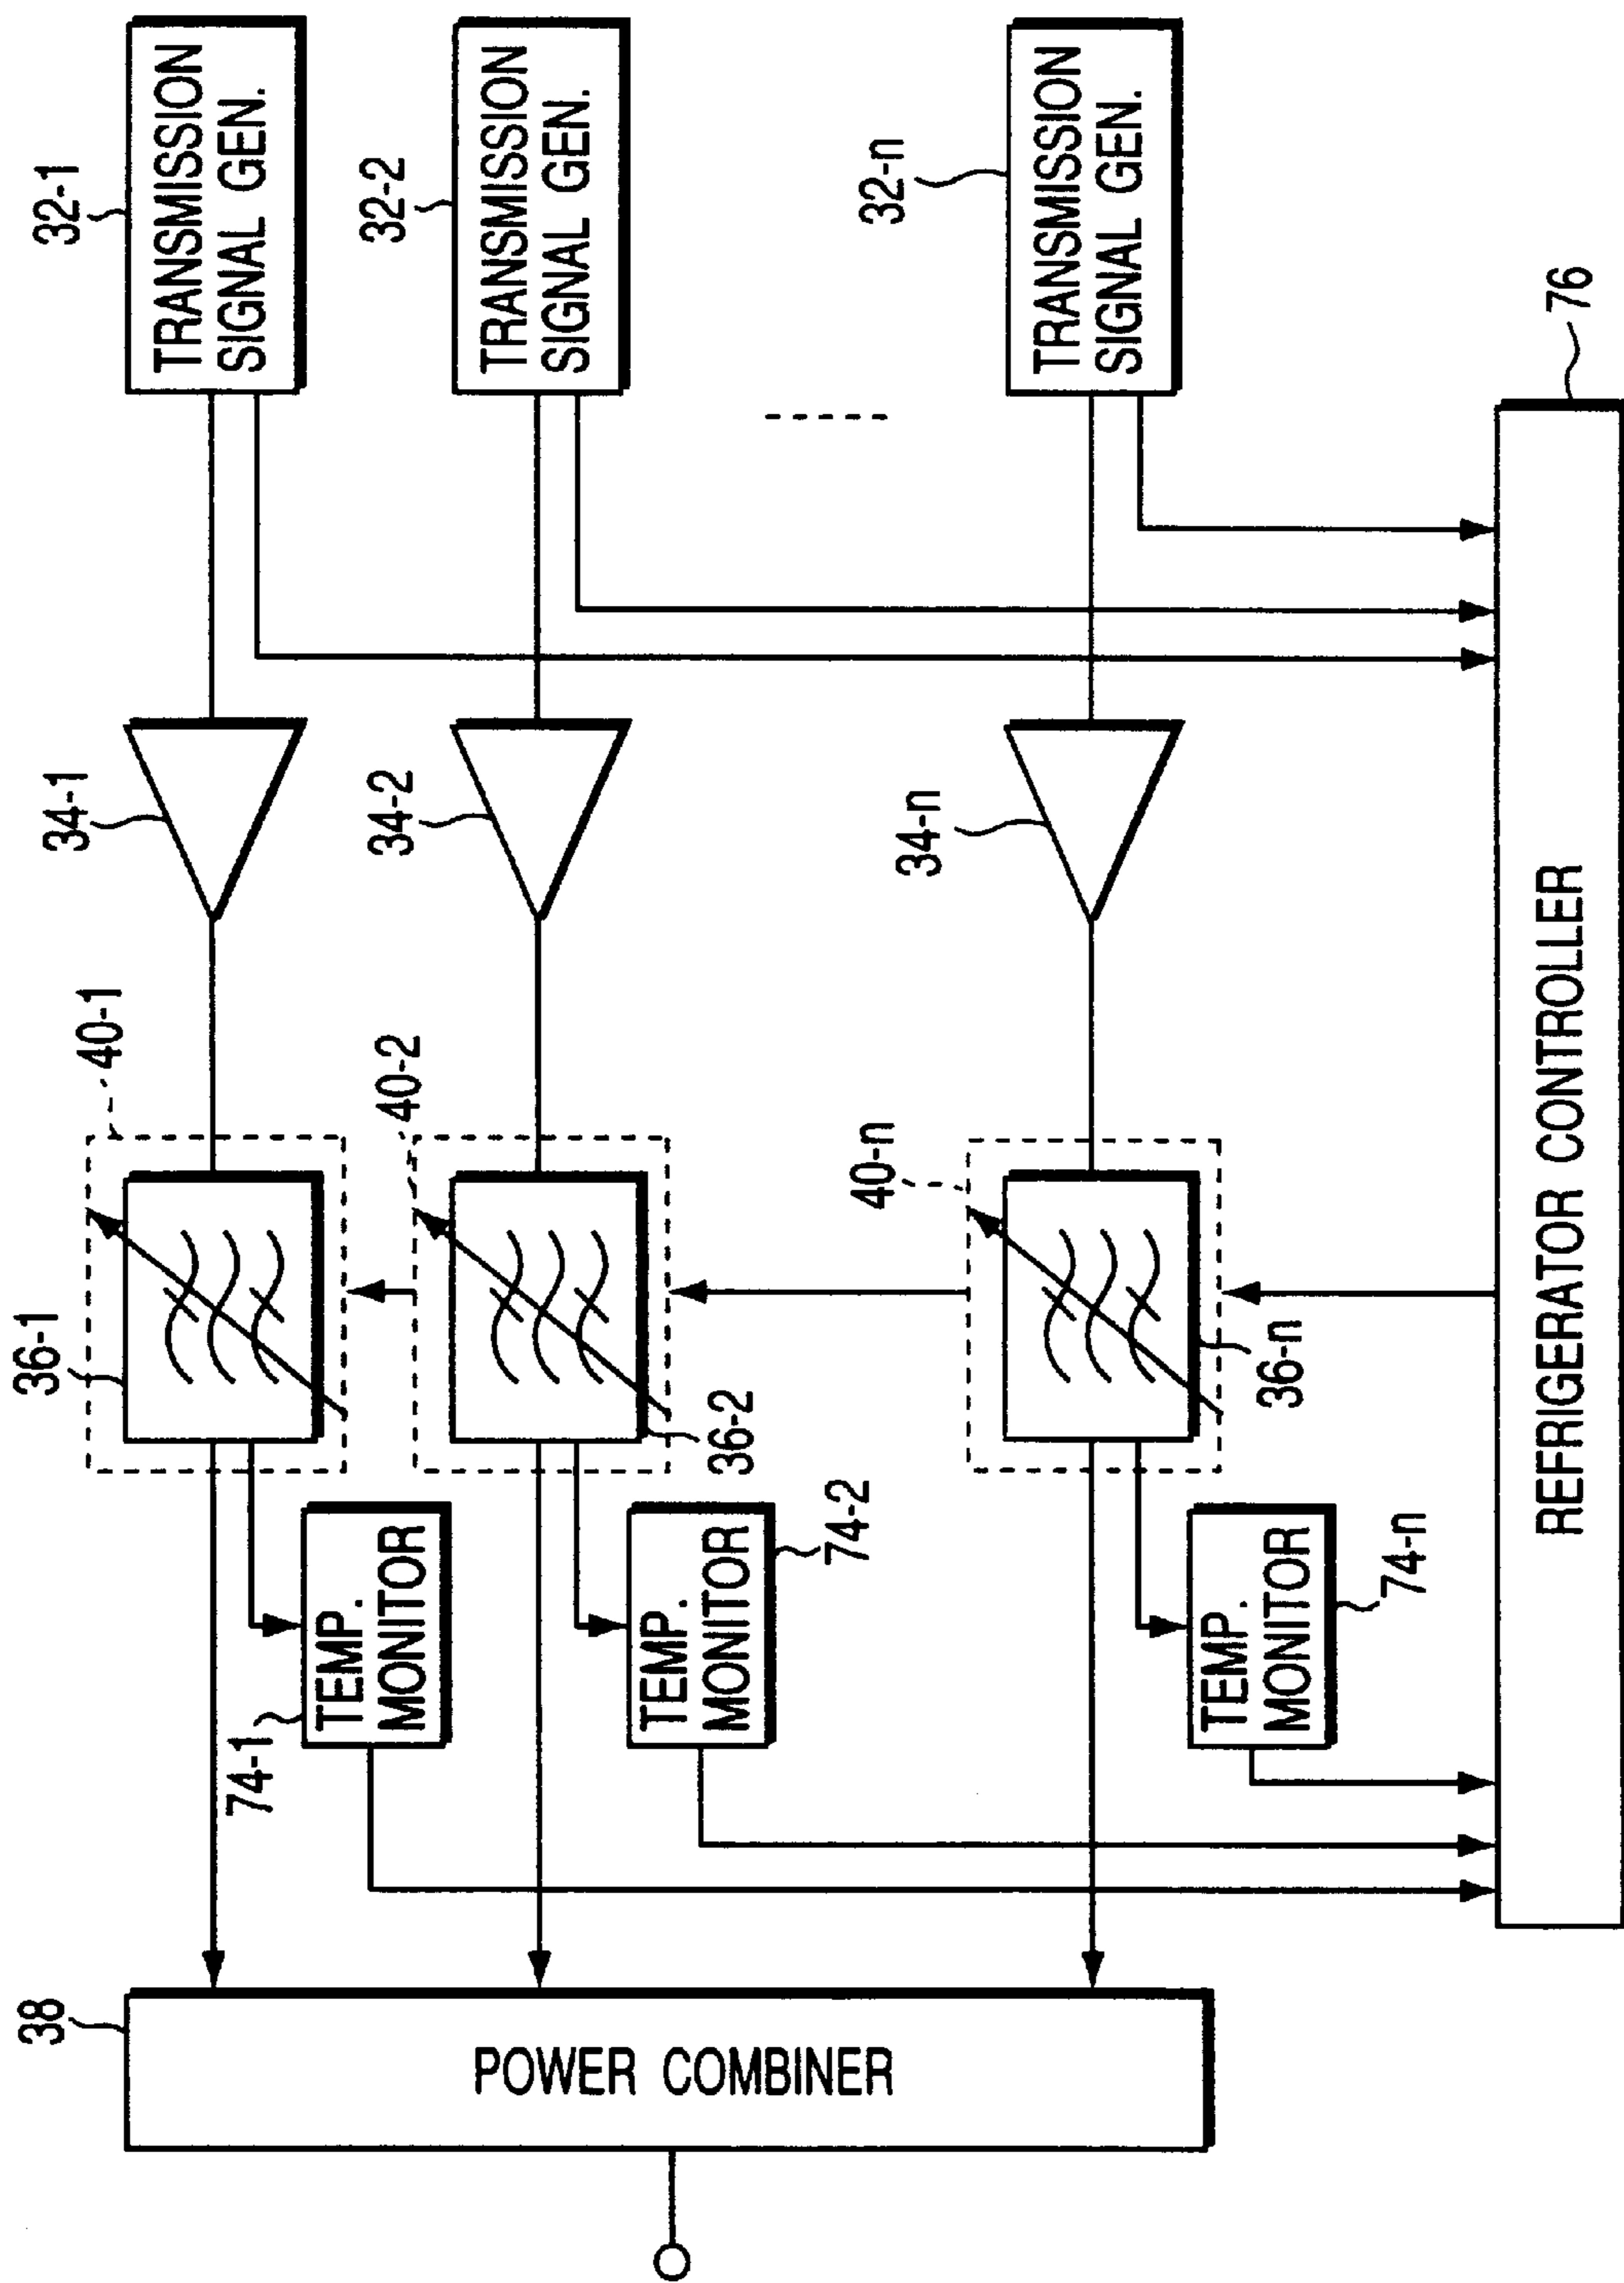 32-1
TRANSMISSION
SIGNAL GEN.
32-2
TRANSMISSION
SIGNAL GEN.
32-n
TRANSMISSION
SIGNAL GEN.
34-1
34-2
34-n
40-1
40-2
40-n
36-1
36-2
36-n
74-1
TEMP.
MONITOR
74-2
TEMP.
MONITOR
74-n
TEMP.
MONITOR
38
POWER COMBINER
76
REFRIGERATOR CONTROLLER